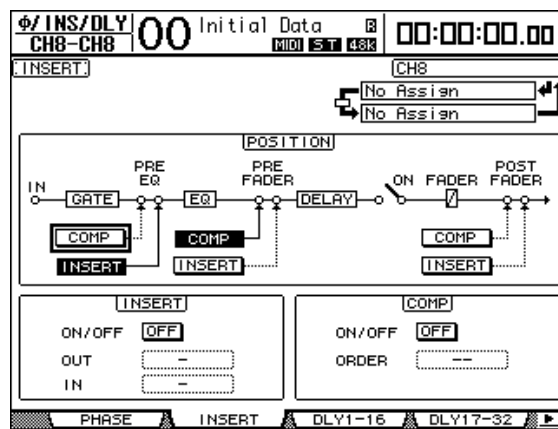 Φ/INS/DLY
CH8-CH8
00
Initial Data
R
MIDI ST 48K
00:00:00.00
INSERT
CH8
No Assign
No Assign
POSITION
PRE EQ
PRE FADER
POST FADER
IN
GATE
EQ
DELAY
ON
FADER
COMP
COMP
COMP
INSERT
INSERT
INSERT
INSERT
COMP
ON/OFF OFF
ON/OFF OFF
OUT -
ORDER --
IN -
PHASE
INSERT
DLY1-16
DLY17-32